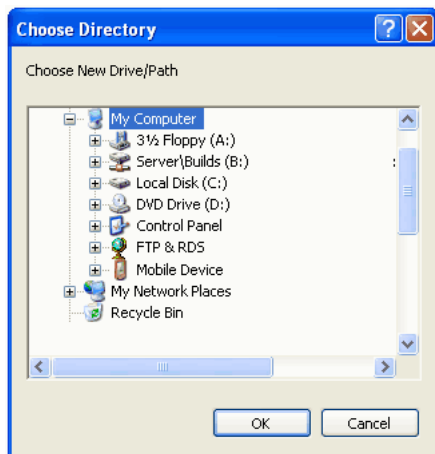 Choose Directory
Choose New Drive/Path
My Computer
3½ Floppy (A:)
Server\Builds (B:)
Local Disk (C:)
DVD Drive (D:)
Control Panel
FTP & RDS
Mobile Device
My Network Places
Recycle Bin
OK
Cancel